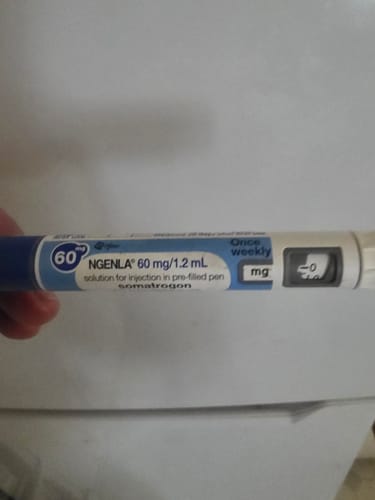 60 mg
NGENLA® 60 mg/1.2 mL
solution for injection in pre-filled pen
somatrogon
Once
weekly
mg
0